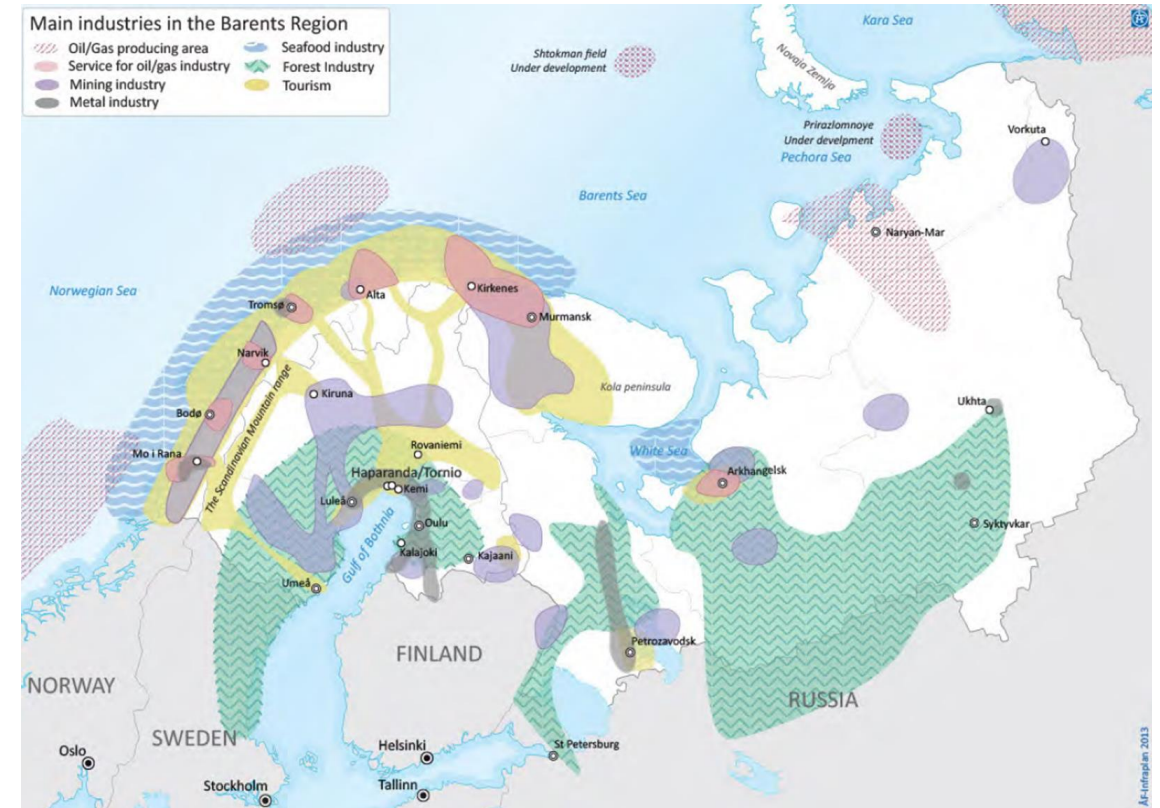 Main industries in the Barents Region
Oil/Gas producing area
Service for oil/gas industry
Mining industry
Metal industry
Seafood industry
Forest Industry
Tourism
Kara Sea
Shtokman field
Under development
Novaja Zemlja
Prirazlomnoye
Under develpment
Pechora Sea
Vorkuta
Barents Sea
Naryan-Mar
Norwegian Sea
Tromsø
Alta
Kirkenes
Murmansk
Narvik
Kiruna
Kola peninsula
Bodø
The Scandinavian Mountain range
Ukhta
Mo i Rana
Rovaniemi
White Sea
Haparanda/Tornio
Arkhangelsk
Kemi
Luleå
Oulu
Syktyvkar
Gulf of Bothnia
Kalajoki
Kajaani
Umeå
Petrozavodsk
FINLAND
NORWAY
RUSSIA
SWEDEN
Oslo
Helsinki
St Petersburg
Stockholm
Tallinn
ÅF-Infraplan 2013